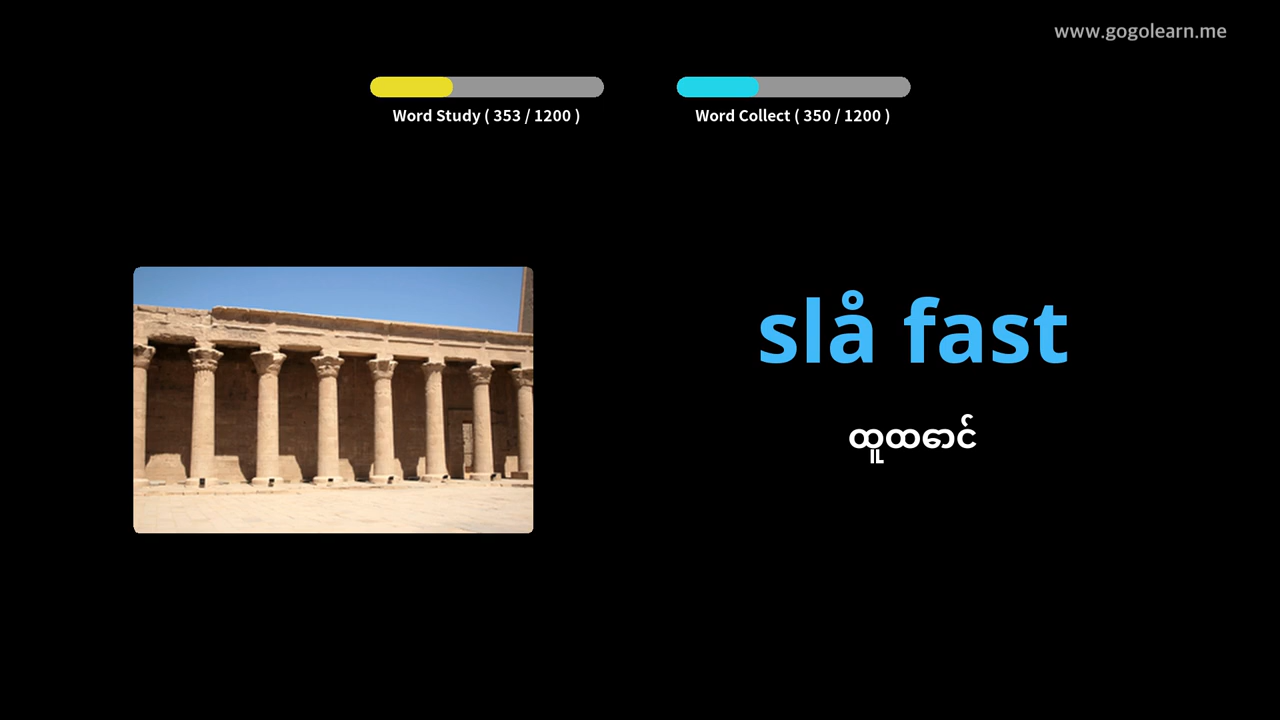 www.gogolearn.me
Word Study ( 353 / 1200 )
Word Collect ( 350 / 1200 )
slå fast
ထူထောင်